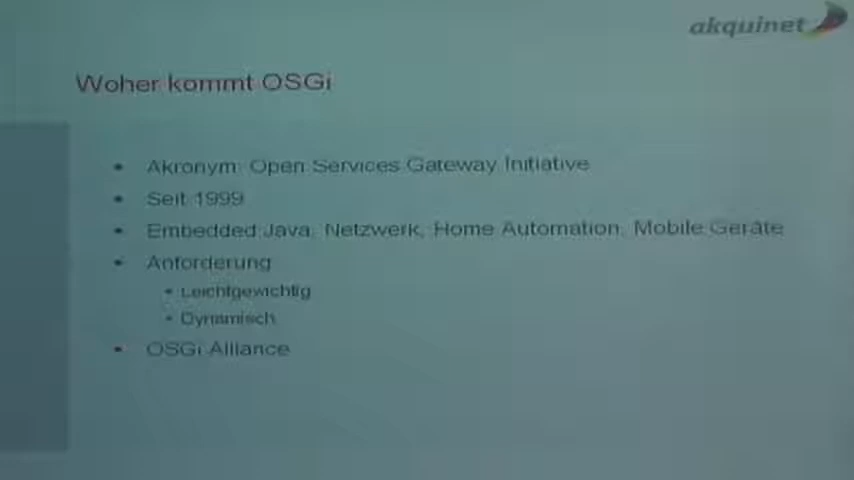 akquinet
Woher kommt OSGi
• Akronym: Open Services Gateway Initiative
• Seit 1999
• Embedded Java, Netzwerk, Home Automation, Mobile Geräte
• Anforderung
• Leichtgewichtig
• Dynamisch
• OSGi Alliance